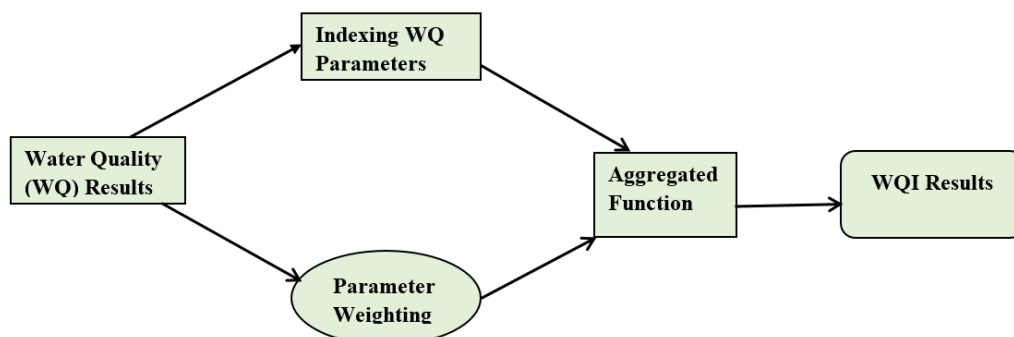 Indexing WQ
Parameters
Water Quality
(WQ) Results
Aggregated
Function
WQI Results
Parameter
Weighting